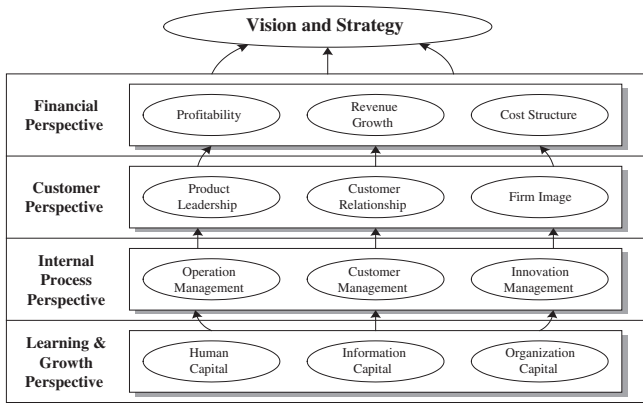 Vision and Strategy
Financial
Perspective
Profitability
Revenue
Growth
Cost Structure
Customer
Perspective
Product
Leadership
Customer
Relationship
Firm Image
Internal
Process
Perspective
Operation
Management
Customer
Management
Innovation
Management
Learning &
Growth
Perspective
Human
Capital
Information
Capital
Organization
Capital